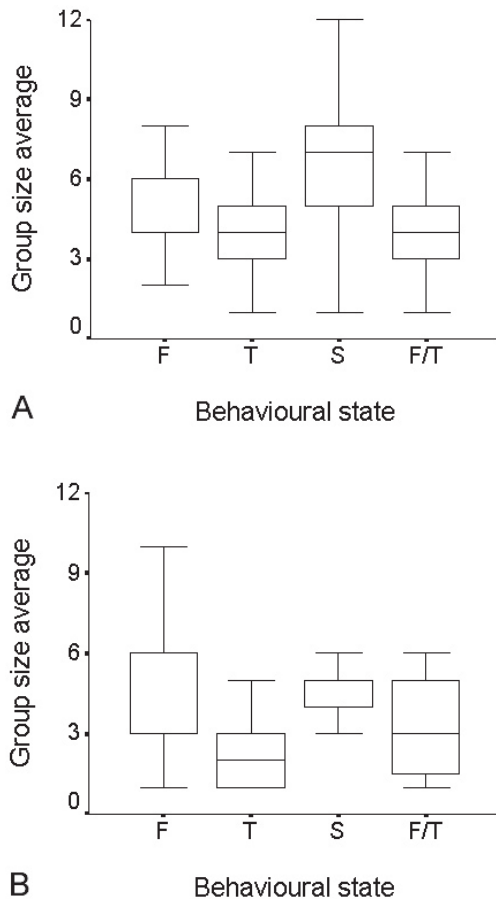 12
9
6
3
0
Group size average
F T S F/T
A Behavioural state
12
9
6
3
0
Group size average
F T S F/T
B Behavioural state